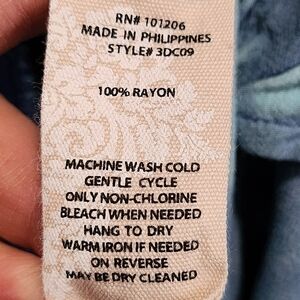 RN# 101206
MADE IN PHILIPPINES
STYLE# 3DC09
100% RAYON
MACHINE WASH COLD
GENTLE CYCLE
ONLY NON-CHLORINE
BLEACH WHEN NEEDED
HANG TO DRY
WARM IRON IF NEEDED
ON REVERSE
MAY BE DRY CLEANED